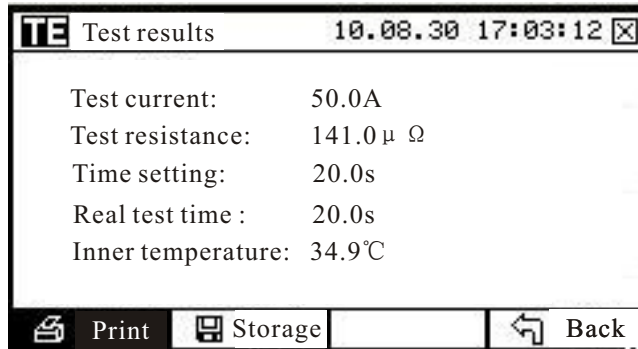 TE Test results 10.08.30 17:03:12
Test current: 50.0A
Test resistance: 141.0μ Ω
Time setting: 20.0s
Real test time : 20.0s
Inner temperature: 34.9℃
Print Storage Back